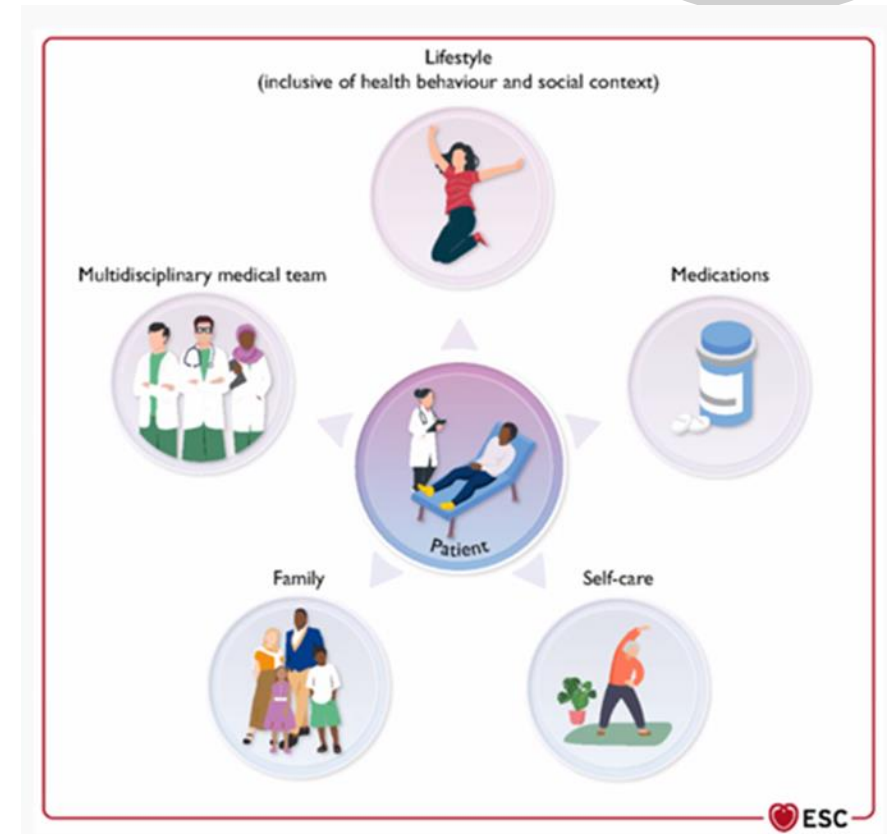 Lifestyle
(inclusive of health behaviour and social context)
Multidisciplinary medical team
Medications
Patient
Family
Self-care
ESC